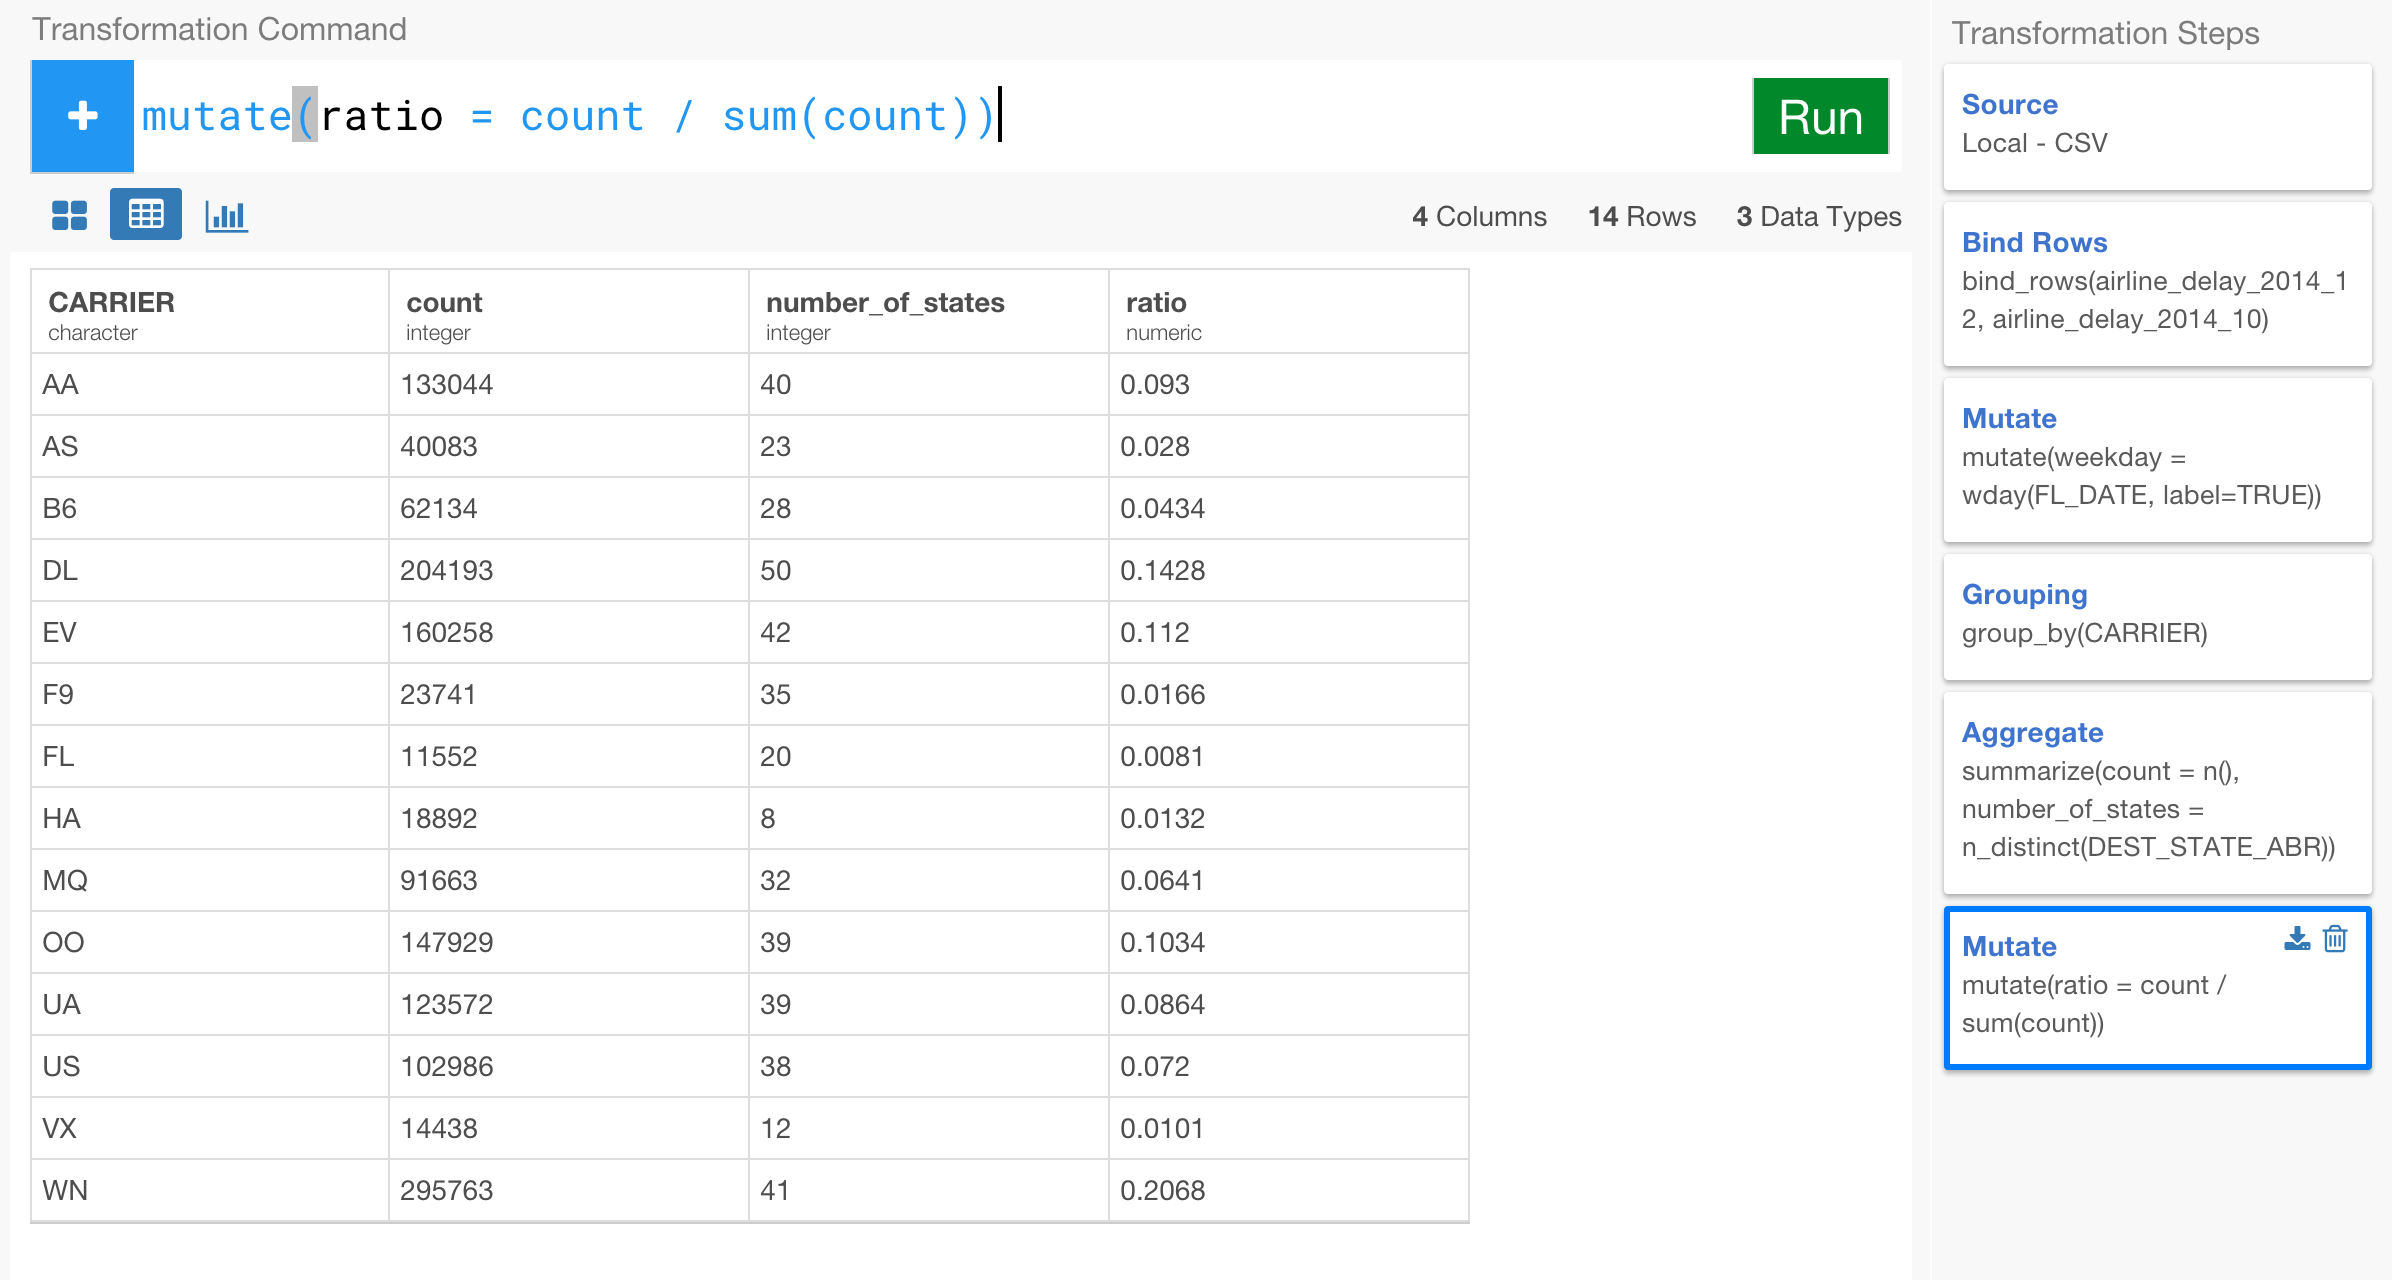 Transformation Command
mutate(ratio = count / sum(count))
Run
4 Columns 14 Rows 3 Data Types
CARRIER count number_of_states ratio
character integer integer numeric
AA 133044 40 0.093
AS 40083 23 0.028
B6 62134 28 0.0434
DL 204193 50 0.1428
EV 160258 42 0.112
F9 23741 35 0.0166
FL 11552 20 0.0081
HA 18892 8 0.0132
MQ 91663 32 0.0641
OO 147929 39 0.1034
UA 123572 39 0.0864
US 102986 38 0.072
VX 14438 12 0.0101
WN 295763 41 0.2068
Transformation Steps
Source
Local - CSV
Bind Rows
bind_rows(airline_delay_2014_1
2, airline_delay_2014_10)
Mutate
mutate(weekday =
wday(FL_DATE, label=TRUE))
Grouping
group_by(CARRIER)
Aggregate
summarize(count = n(),
number_of_states =
n_distinct(DEST_STATE_ABR))
Mutate
mutate(ratio = count /
sum(count))